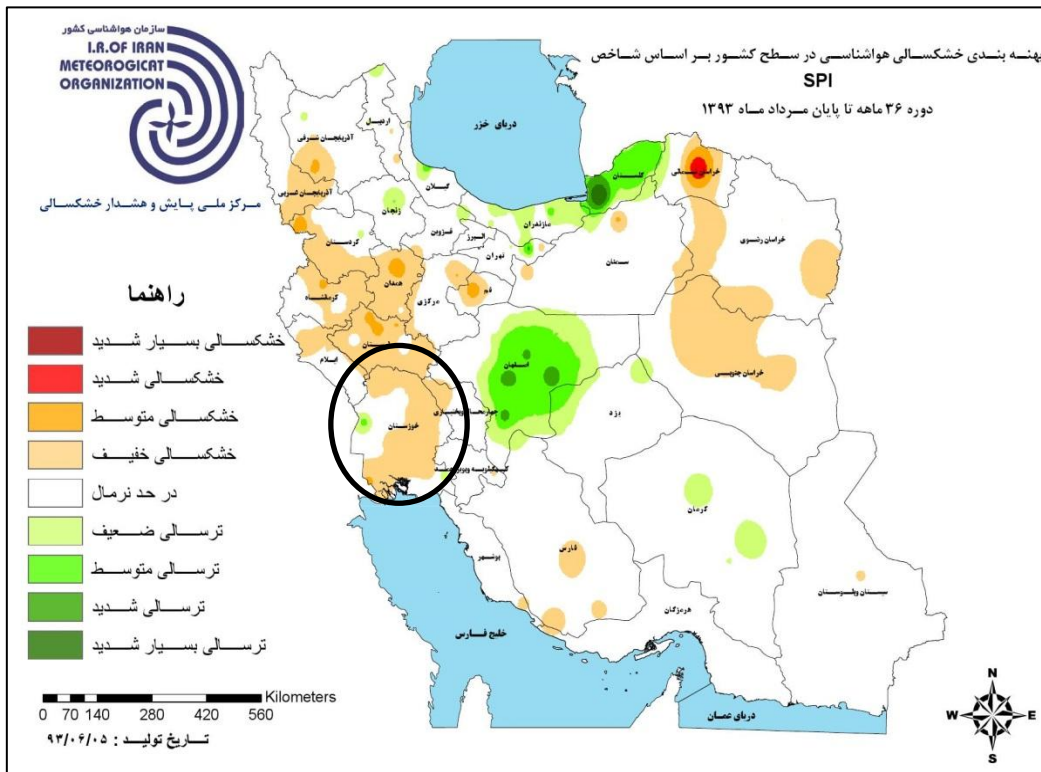 سازمان هواشناسی کشور
I.R.OF IRAN
METEOROGICAT
ORGANIZATION
مرکز ملی پایش و هشدار خشکسالی
پهنه بندی خشکسالی هواشناسی در سطح کشور بر اساس شاخص
SPI
دوره ۳۶ ماهه تا پایان مرداد ماه ۱۳۹۳
دریای خزر
اردبیل
آذربایجان شرقی
آذربایجان غربی
گیلان
زنجان
کردستان
قزوین
البرز
تهران
مازندران
گلستان
خراسان شمالی
خراسان رضوی
سمنان
همدان
کرمانشاه
مرکزی
قم
ایلام
اصفهان
خراسان جنوبی
خوزستان
یزد
کرمان
فارس
بوشهر
هرمزگان
خلیج فارس
دریای عمان
راهنما
خشکسالی بسیار شدید
خشکسالی شدید
خشکسالی متوسط
خشکسالی خفیف
در حد نرمال
ترسالی ضعیف
ترسالی متوسط
ترسالی شدید
ترسالی بسیار شدید
Kilometers
0 70 140 280 420 560
تاریخ تولید : ۹۳/۰۶/۰۵
N
W E
S